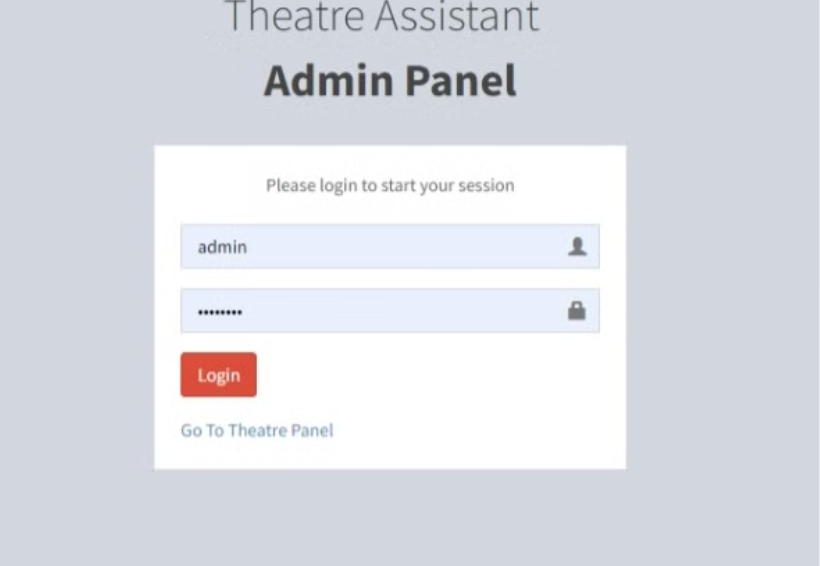 Theatre Assistant
Admin Panel
Please login to start your session
admin
••••••••
Login
Go To Theatre Panel